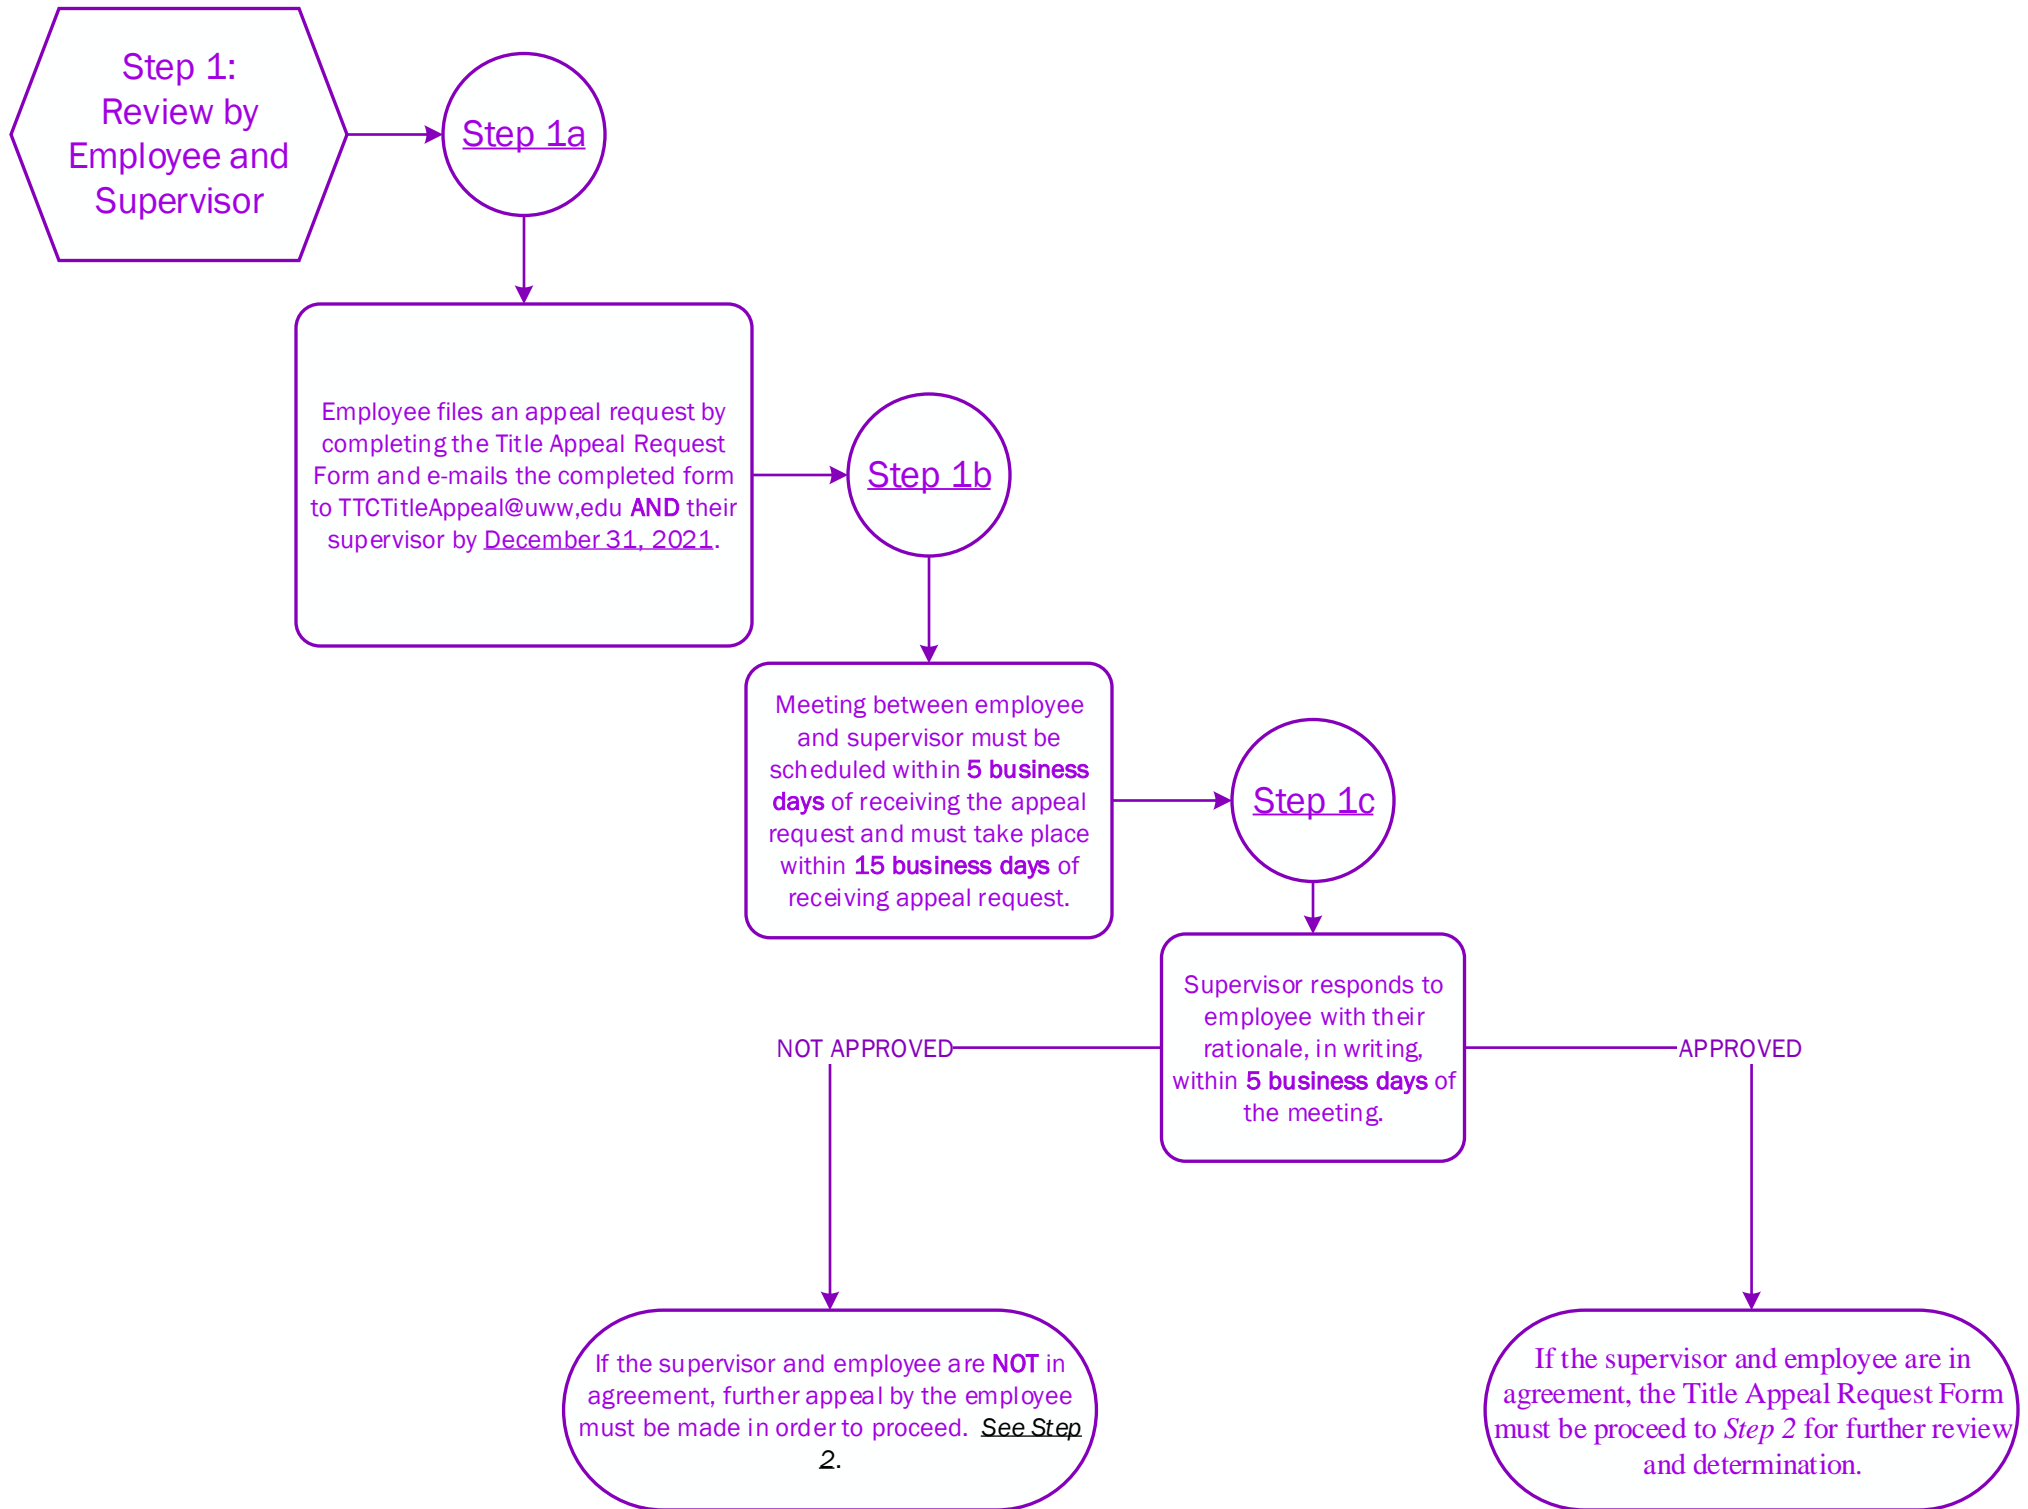 Step 1:
Review by
Employee and
Supervisor
Step 1a
Employee files an appeal request by
completing the Title Appeal Request
Form and e-mails the completed form
to TTCTitleAppeal@uww,edu AND their
supervisor by December 31, 2021.
Step 1b
Meeting between employee
and supervisor must be
scheduled within 5 business
days of receiving the appeal
request and must take place
within 15 business days of
receiving appeal request.
Step 1c
Supervisor responds to
employee with their
rationale, in writing,
within 5 business days of
the meeting.
NOT APPROVED
APPROVED
If the supervisor and employee are NOT in
agreement, further appeal by the employee
must be made in order to proceed. See Step
2.
If the supervisor and employee are in
agreement, the Title Appeal Request Form
must be proceed to Step 2 for further review
and determination.